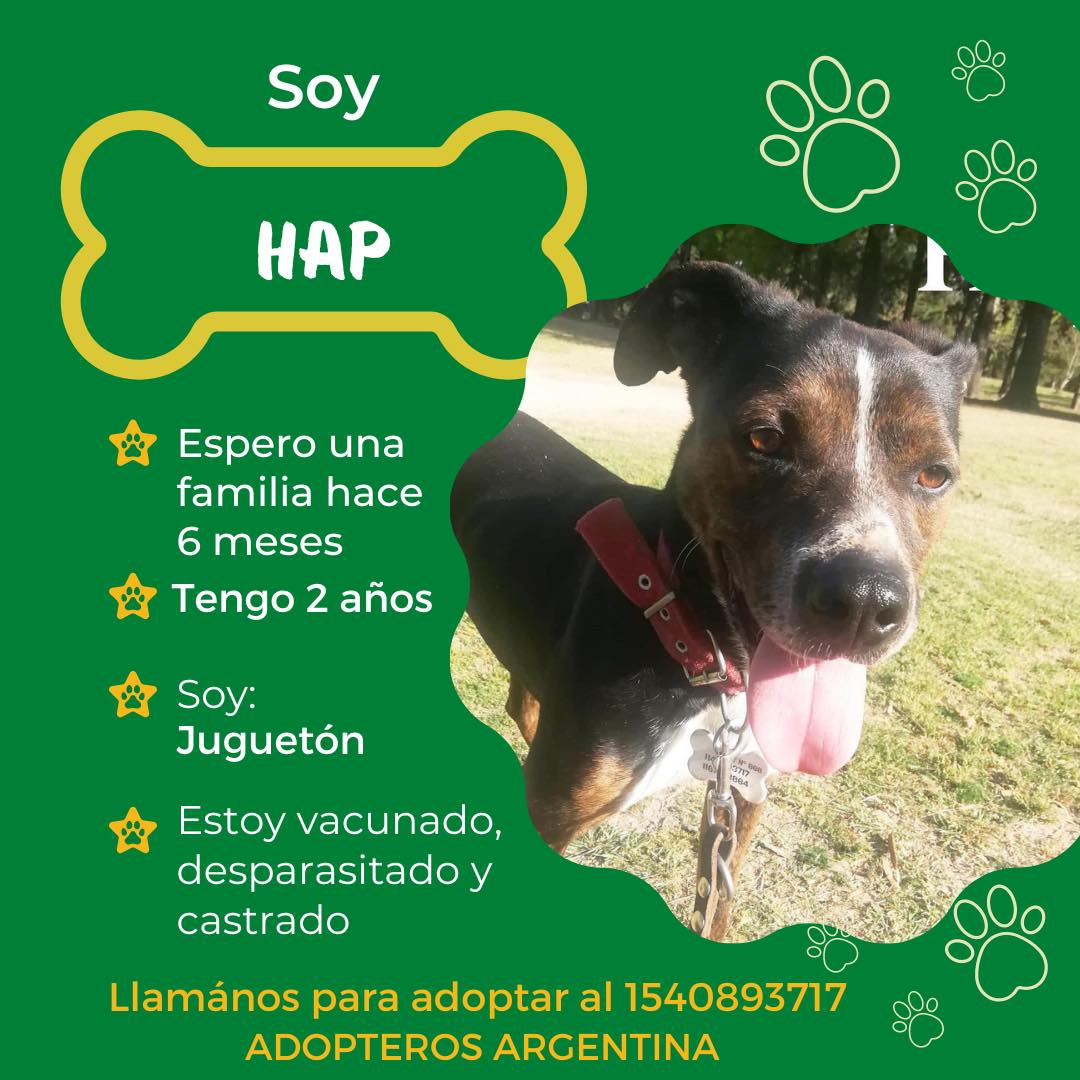 Soy
HAP
Espero una
familia hace
6 meses
Tengo 2 años
Soy:
Juguetón
Estoy vacunado,
desparasitado y
castrado
Llamános para adoptar al 1540893717
ADOPTEROS ARGENTINA